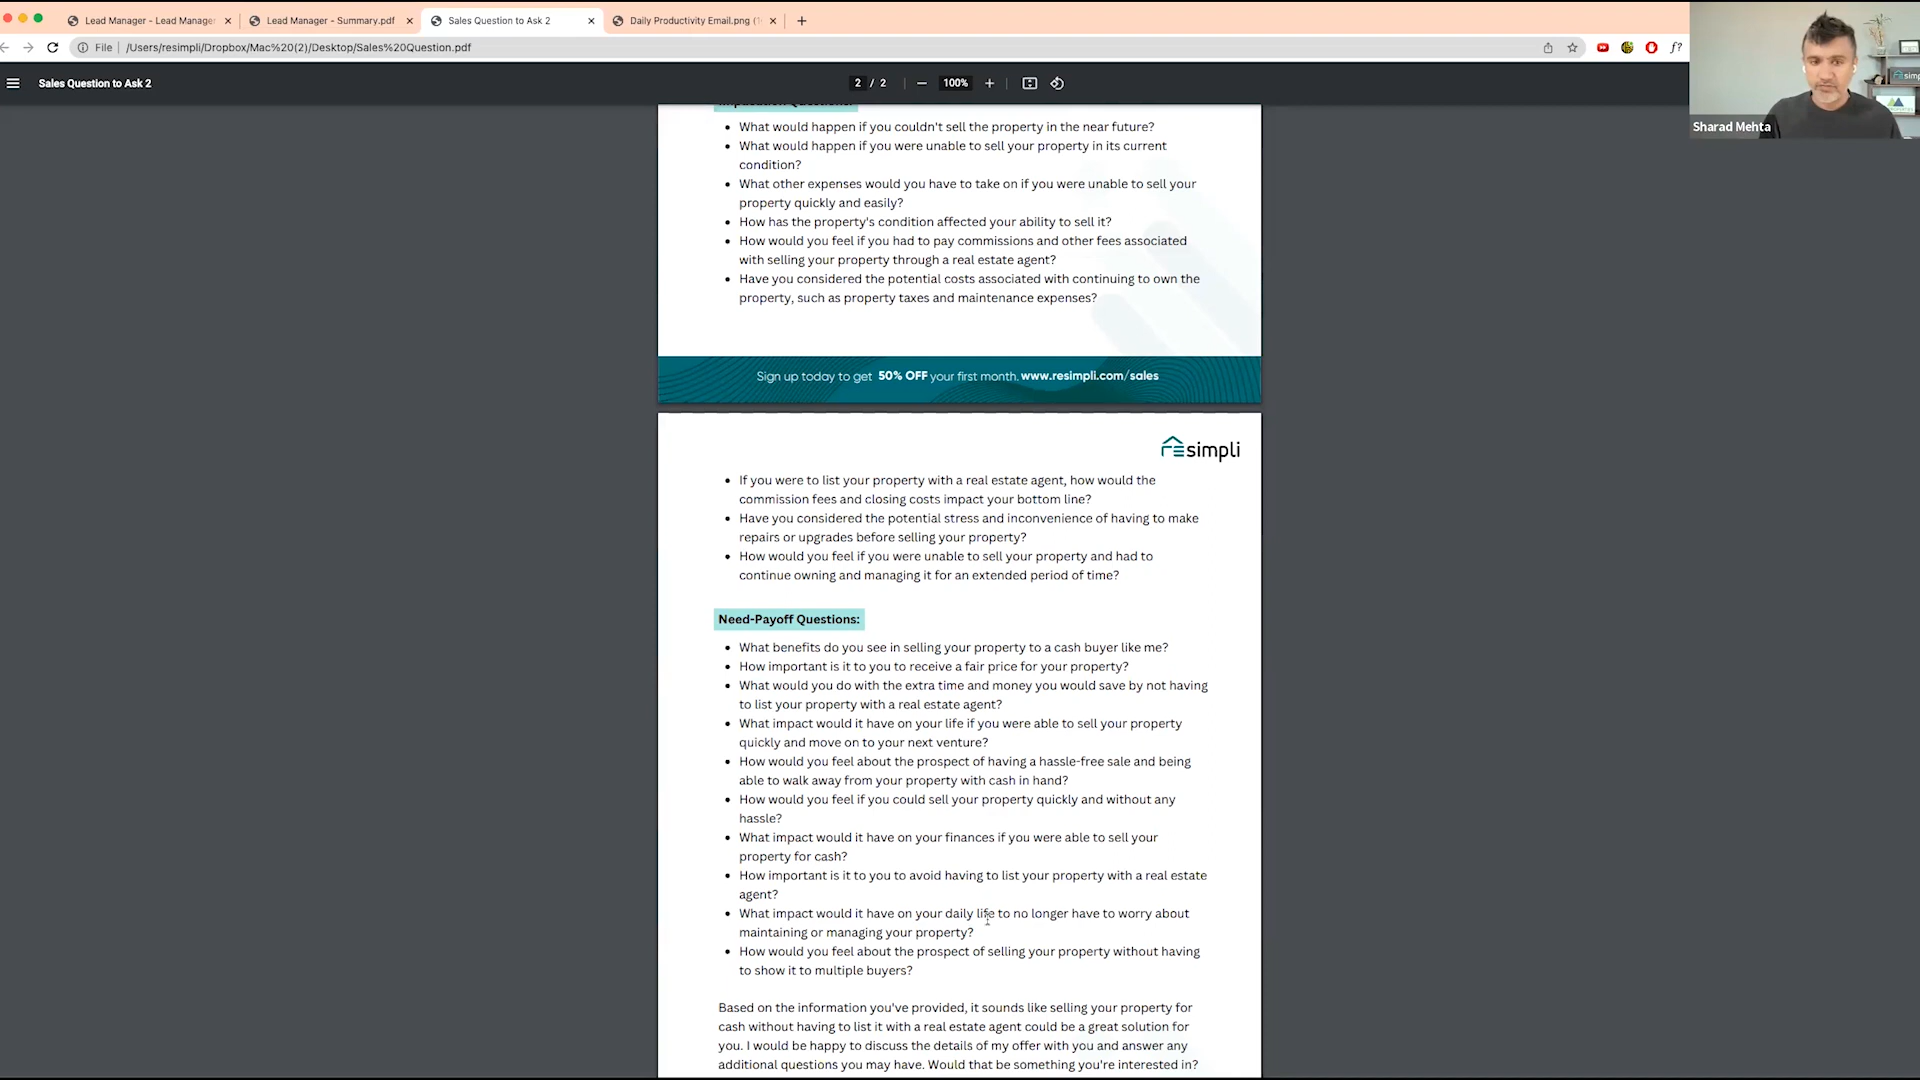 Lead Manager - Lead Manager
Lead Manager - Summary.pdf
Sales Question to Ask 2
Daily Productivity Email.png (1
File
/Users/resimpli/Dropbox/Mac%20(2)/Desktop/Sales%20Question.pdf
f?
Sales Question to Ask 2
2 / 2
100%
Sharad Mehta
• What would happen if you couldn't sell the property in the near future?
• What would happen if you were unable to sell your property in its current
condition?
• What other expenses would you have to take on if you were unable to sell your
property quickly and easily?
• How has the property's condition affected your ability to sell it?
• How would you feel if you had to pay commissions and other fees associated
with selling your property through a real estate agent?
• Have you considered the potential costs associated with continuing to own the
property, such as property taxes and maintenance expenses?
Sign up today to get 50% OFF your first month. www.resimpli.com/sales
REsimpli
• If you were to list your property with a real estate agent, how would the
commission fees and closing costs impact your bottom line?
• Have you considered the potential stress and inconvenience of having to make
repairs or upgrades before selling your property?
• How would you feel if you were unable to sell your property and had to
continue owning and managing it for an extended period of time?
Need-Payoff Questions:
• What benefits do you see in selling your property to a cash buyer like me?
• How important is it to you to receive a fair price for your property?
• What would you do with the extra time and money you would save by not having
to list your property with a real estate agent?
• What impact would it have on your life if you were able to sell your property
quickly and move on to your next venture?
• How would you feel about the prospect of having a hassle-free sale and being
able to walk away from your property with cash in hand?
• How would you feel if you could sell your property quickly and without any
hassle?
• What impact would it have on your finances if you were able to sell your
property for cash?
• How important is it to you to avoid having to list your property with a real estate
agent?
• What impact would it have on your daily life to no longer have to worry about
maintaining or managing your property?
• How would you feel about the prospect of selling your property without having
to show it to multiple buyers?
Based on the information you've provided, it sounds like selling your property for
cash without having to list it with a real estate agent could be a great solution for
you. I would be happy to discuss the details of my offer with you and answer any
additional questions you may have. Would that be something you're interested in?